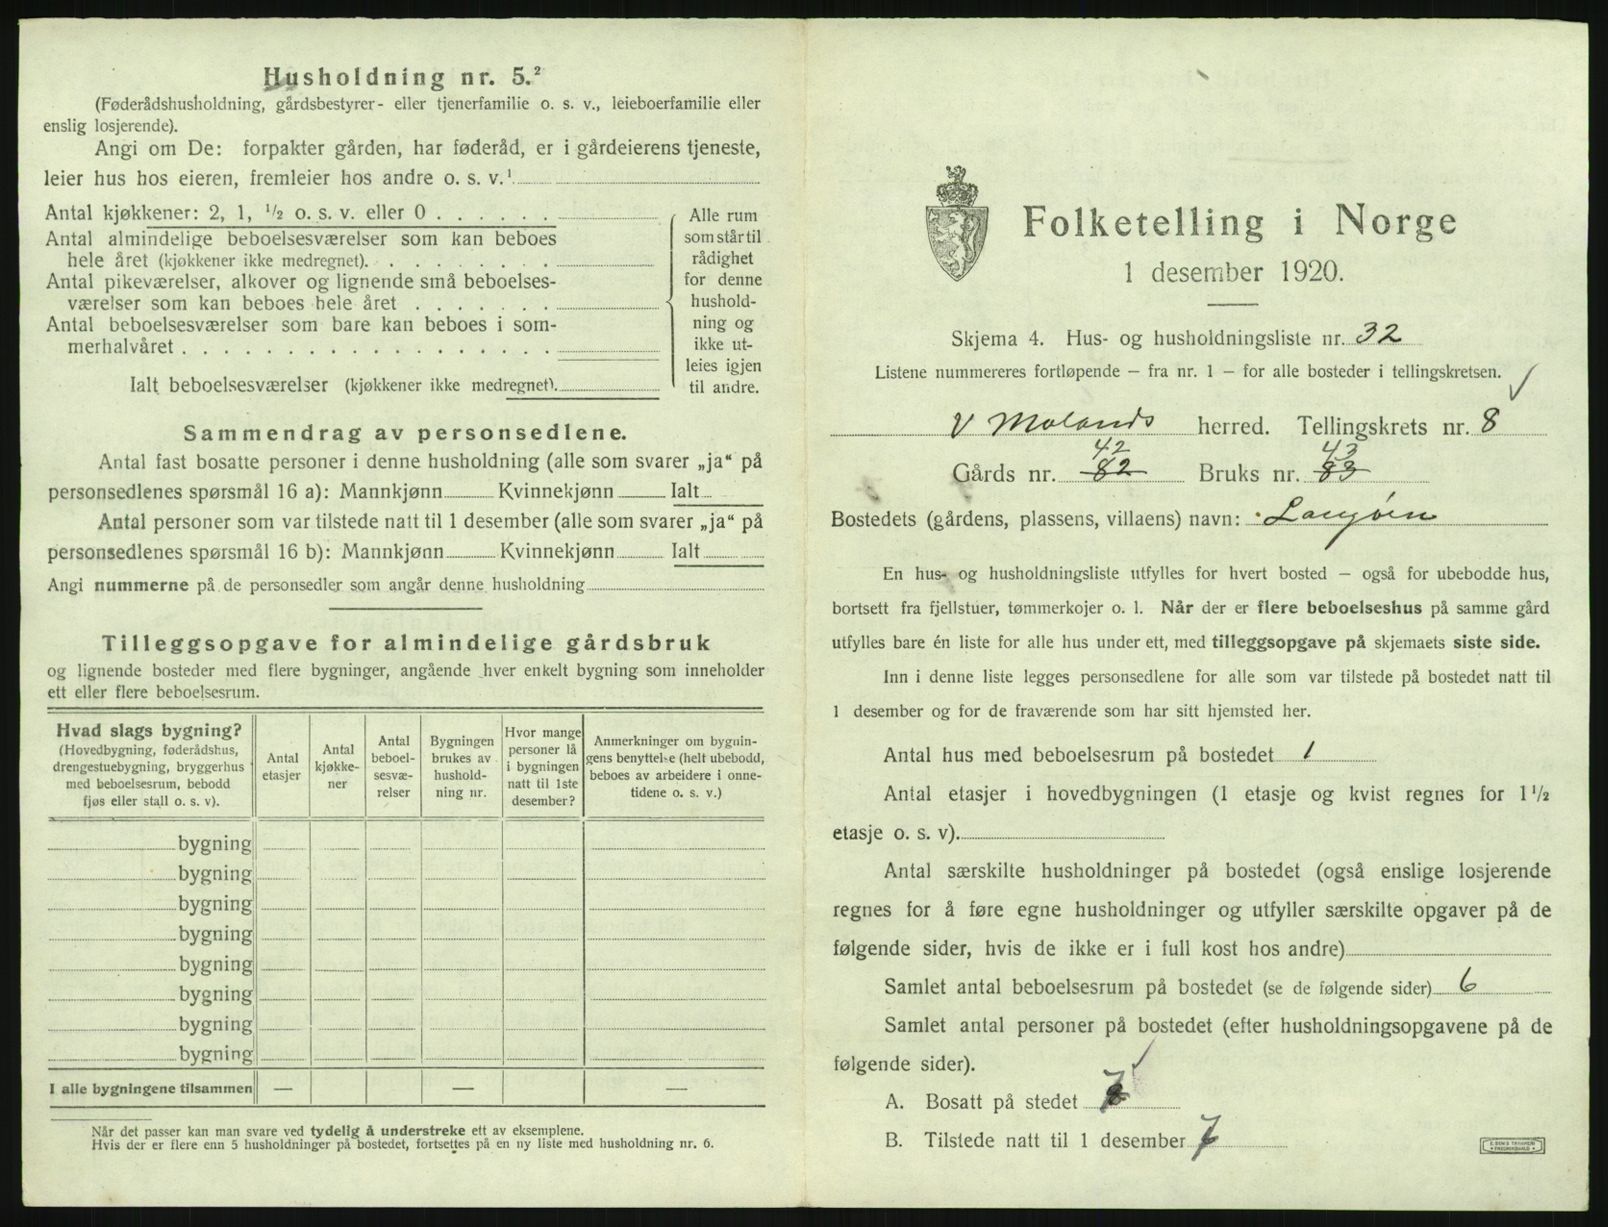 Husholdning nr. 5.²
(Føderådshusholdning, gårdsbestyrer- eller tjenerfamilie o. s. v., leieboerfamilie eller
enslig losjerende).
Angi om De: forpakter gården, har føderåd, er i gårdeierens tjeneste,
leier hus hos eieren, fremleier hos andre o. s. v.¹
Antal kjøkkener: 2, 1, ¹/₂ o. s. v. eller 0 . . . . . .
Antal almindelige beboelsesværelser som kan beboes
hele året (kjøkkener ikke medregnet). . . . . . . . .
Antal pikeværelser, alkover og lignende små beboelses-
værelser som kan beboes hele året . . . . . . .
Antal beboelsesværelser som bare kan beboes i som-
merhalvåret . . . . . . . . . . . . . . . . . .
Ialt beboelsesværelser (kjøkkener ikke medregnet).
Alle rum
som står til
rådighet
for denne
hushold-
ning og
ikke ut-
leies igjen
til andre.
Sammendrag av personsedlene.
Antal fast bosatte personer i denne husholdning (alle som svarer „ja“ på
personsedlenes spørsmål 16 a): Mannkjønn Kvinnekjønn Ialt
Antal personer som var tilstede natt til 1 desember (alle som svarer „ja“ på
personsedlenes spørsmål 16 b): Mannkjønn Kvinnekjønn Ialt
Angi nummerne på de personsedler som angår denne husholdning
Tilleggsopgave for almindelige gårdsbruk
og lignende bosteder med flere bygninger, angående hver enkelt bygning som inneholder
ett eller flere beboelsesrum.
Hvad slags bygning?
(Hovedbygning, føderådshus,
drengestuebygning, bryggerhus
med beboelsesrum, bebodd
fjøs eller stall o. s. v).
Antal
etasjer
Antal
kjøkke-
ner
Antal
beboel-
sesvæ-
relser
Bygningen
brukes av
hushold-
ning nr.
Hvor mange
personer lå
i bygningen
natt til 1ste
desember?
Anmerkninger om bygnin-
gens benyttelse (helt ubebodd,
beboes av arbeidere i onne-
tidene o. s. v.)
bygning
bygning
bygning
bygning
bygning
bygning
bygning
bygning
I alle bygningene tilsammen — — —
Når det passer kan man svare ved tydelig å understreke ett av eksemplene.
Hvis der er flere enn 5 husholdninger på bostedet, fortsettes på en ny liste med husholdning nr. 6.
Folketelling i Norge
1 desember 1920.
Skjema 4. Hus- og husholdningsliste nr. 32
Listene nummereres fortløpende – fra nr. 1 – for alle bosteder i tellingskretsen.
V Molands herred. Tellingskrets nr. 8
42 43
Gårds nr. 82 Bruks nr. 83
Bostedets (gårdens, plassens, villaens) navn: Langøen
En hus- og husholdningsliste utfylles for hvert bosted – også for ubebodde hus,
bortsett fra fjellstuer, tømmerkojer o. l. Når der er flere beboelseshus på samme gård
utfylles bare én liste for alle hus under ett, med tilleggsopgave på skjemaets siste side.
Inn i denne liste legges personsedlene for alle som var tilstede på bostedet natt til
1 desember og for de fraværende som har sitt hjemsted her.
Antal hus med beboelsesrum på bostedet 1
Antal etasjer i hovedbygningen (1 etasje og kvist regnes for 1¹/₂
etasje o. s. v).
Antal særskilte husholdninger på bostedet (også enslige losjerende
regnes for å føre egne husholdninger og utfyller særskilte opgaver på de
følgende sider, hvis de ikke er i full kost hos andre)
Samlet antal beboelsesrum på bostedet (se de følgende sider) 6
Samlet antal personer på bostedet (efter husholdningsopgavene på de
følgende sider).
A. Bosatt på stedet 7
B. Tilstede natt til 1 desember 7